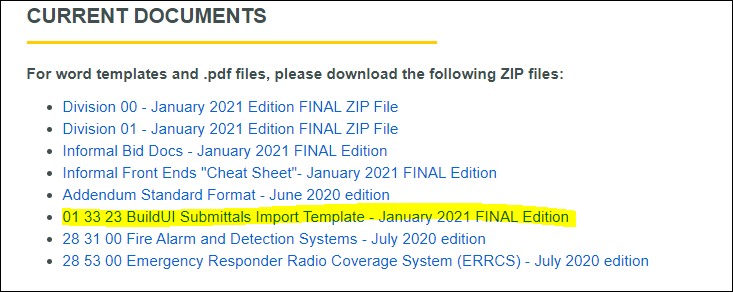 CURRENT DOCUMENTS
For word templates and .pdf files, please download the following ZIP files:
• Division 00 - January 2021 Edition FINAL ZIP File
• Division 01 - January 2021 Edition FINAL ZIP File
• Informal Bid Docs - January 2021 FINAL Edition
• Informal Front Ends "Cheat Sheet"- January 2021 FINAL Edition
• Addendum Standard Format - June 2020 edition
• 01 33 23 BuildUI Submittals Import Template - January 2021 FINAL Edition
• 28 31 00 Fire Alarm and Detection Systems - July 2020 edition
• 28 53 00 Emergency Responder Radio Coverage System (ERRCS) - July 2020 edition